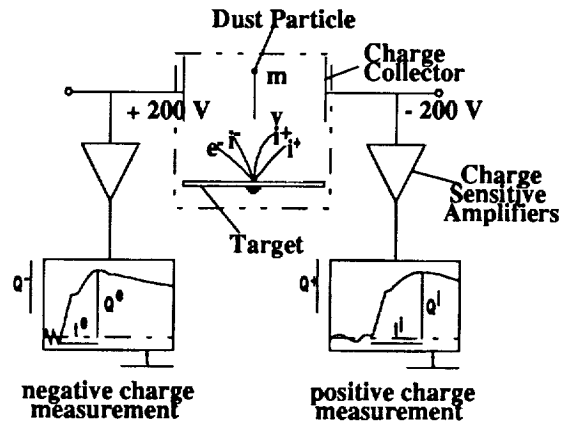 Dust Particle
m
Charge
Collector
+ 200 V
- 200 V
v
e- i- i+ i+
Charge
Sensitive
Amplifiers
Target
Q-
Qe
te
Q+
Qi
ti
negative charge
measurement
positive charge
measurement